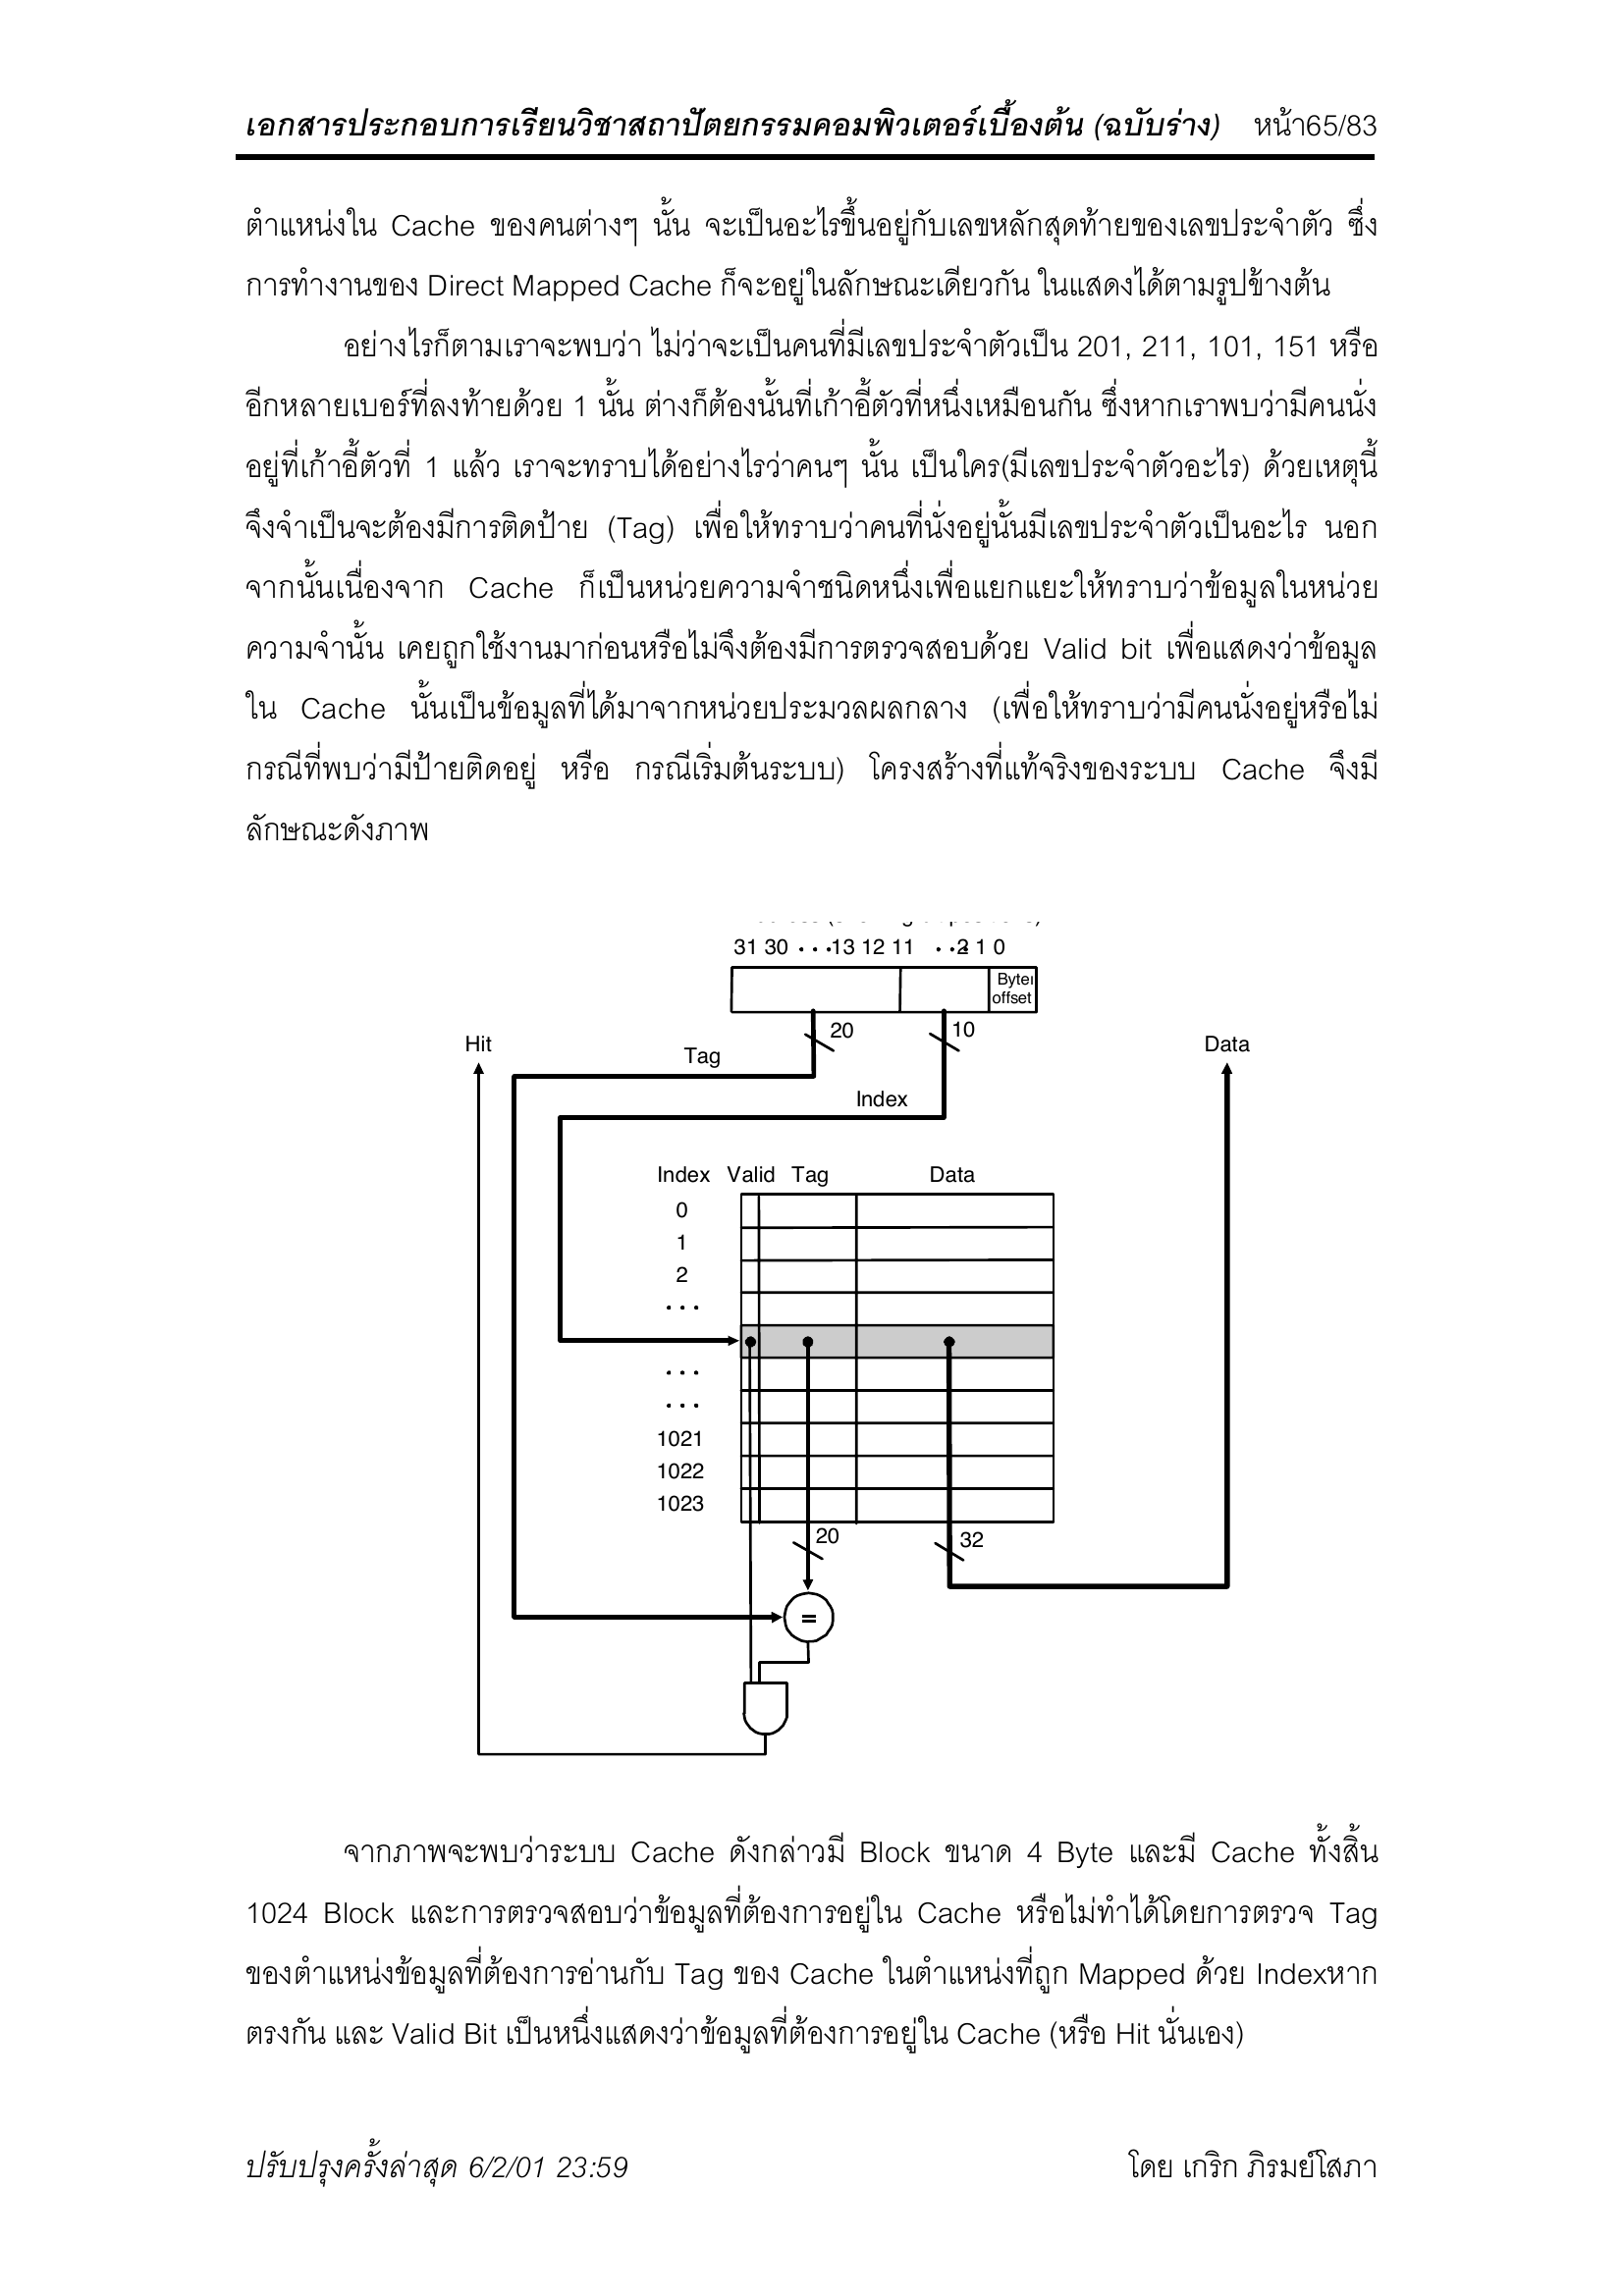 เอกสารประกอบการเรียนวิชาสถาปัตยกรรมคอมพิวเตอร์เบื้องต้น (ฉบับร่าง) หน้า65/83
ตำแหน่งใน Cache ของคนต่างๆ นั้น จะเป็นอะไรขึ้นอยู่กับเลขหลักสุดท้ายของเลขประจำตัว ซึ่ง
การทำงานของ Direct Mapped Cache ก็จะอยู่ในลักษณะเดียวกัน ในแสดงได้ตามรูปข้างต้น
อย่างไรก็ตามเราจะพบว่า ไม่ว่าจะเป็นคนที่มีเลขประจำตัวเป็น 201, 211, 101, 151 หรือ
อีกหลายเบอร์ที่ลงท้ายด้วย 1 นั้น ต่างก็ต้องนั้นที่เก้าอี้ตัวที่หนึ่งเหมือนกัน ซึ่งหากเราพบว่ามีคนนั่ง
อยู่ที่เก้าอี้ตัวที่ 1 แล้ว เราจะทราบได้อย่างไรว่าคนๆ นั้น เป็นใคร(มีเลขประจำตัวอะไร) ด้วยเหตุนี้
จึงจำเป็นจะต้องมีการติดป้าย (Tag) เพื่อให้ทราบว่าคนที่นั่งอยู่นั้นมีเลขประจำตัวเป็นอะไร นอก
จากนั้นเนื่องจาก Cache ก็เป็นหน่วยความจำชนิดหนึ่งเพื่อแยกแยะให้ทราบว่าข้อมูลในหน่วย
ความจำนั้น เคยถูกใช้งานมาก่อนหรือไม่จึงต้องมีการตรวจสอบด้วย Valid bit เพื่อแสดงว่าข้อมูล
ใน Cache นั้นเป็นข้อมูลที่ได้มาจากหน่วยประมวลผลกลาง (เพื่อให้ทราบว่ามีคนนั่งอยู่หรือไม่
กรณีที่พบว่ามีป้ายติดอยู่ หรือ กรณีเริ่มต้นระบบ) โครงสร้างที่แท้จริงของระบบ Cache จึงมี
ลักษณะดังภาพ
31 30 • • •13 12 11 • • •2 1 0
Byte
offset
20 10
Hit Data
Tag
Index
Index Valid Tag Data
0
1
2
• • •
• • •
• • •
1021
1022
1023
20 32
=
จากภาพจะพบว่าระบบ Cache ดังกล่าวมี Block ขนาด 4 Byte และมี Cache ทั้งสิ้น
1024 Block และการตรวจสอบว่าข้อมูลที่ต้องการอยู่ใน Cache หรือไม่ทำได้โดยการตรวจ Tag
ของตำแหน่งข้อมูลที่ต้องการอ่านกับ Tag ของ Cache ในตำแหน่งที่ถูก Mapped ด้วย Indexหาก
ตรงกัน และ Valid Bit เป็นหนึ่งแสดงว่าข้อมูลที่ต้องการอยู่ใน Cache (หรือ Hit นั่นเอง)
ปรับปรุงครั้งล่าสุด 6/2/01 23:59 โดย เกริก ภิรมย์โสภา